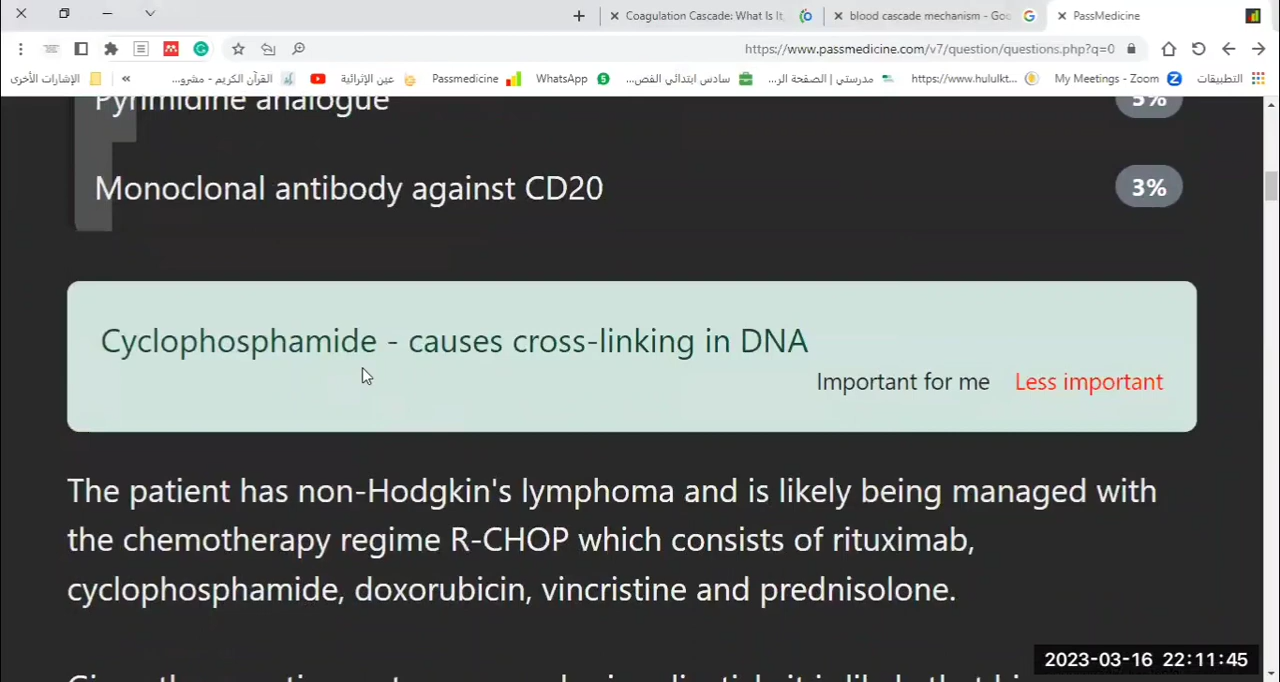 Coagulation Cascade: What Is It,
blood cascade mechanism - Goo
PassMedicine
https://www.passmedicine.com/v7/question/questions.php?q=0
الإشارات الأخرى
»
القرآن الكريم - مشرو...
عين الإثرائية
Passmedicine
WhatsApp
سادس ابتدائي الفص...
مدرستي | الصفحة الر...
https://www.hululkt...
My Meetings - Zoom
التطبيقات
Pyrimidine analogue
5%
Monoclonal antibody against CD20
3%
Cyclophosphamide - causes cross-linking in DNA
Important for me Less important
The patient has non-Hodgkin's lymphoma and is likely being managed with
the chemotherapy regime R-CHOP which consists of rituximab,
cyclophosphamide, doxorubicin, vincristine and prednisolone.
2023-03-16 22:11:45